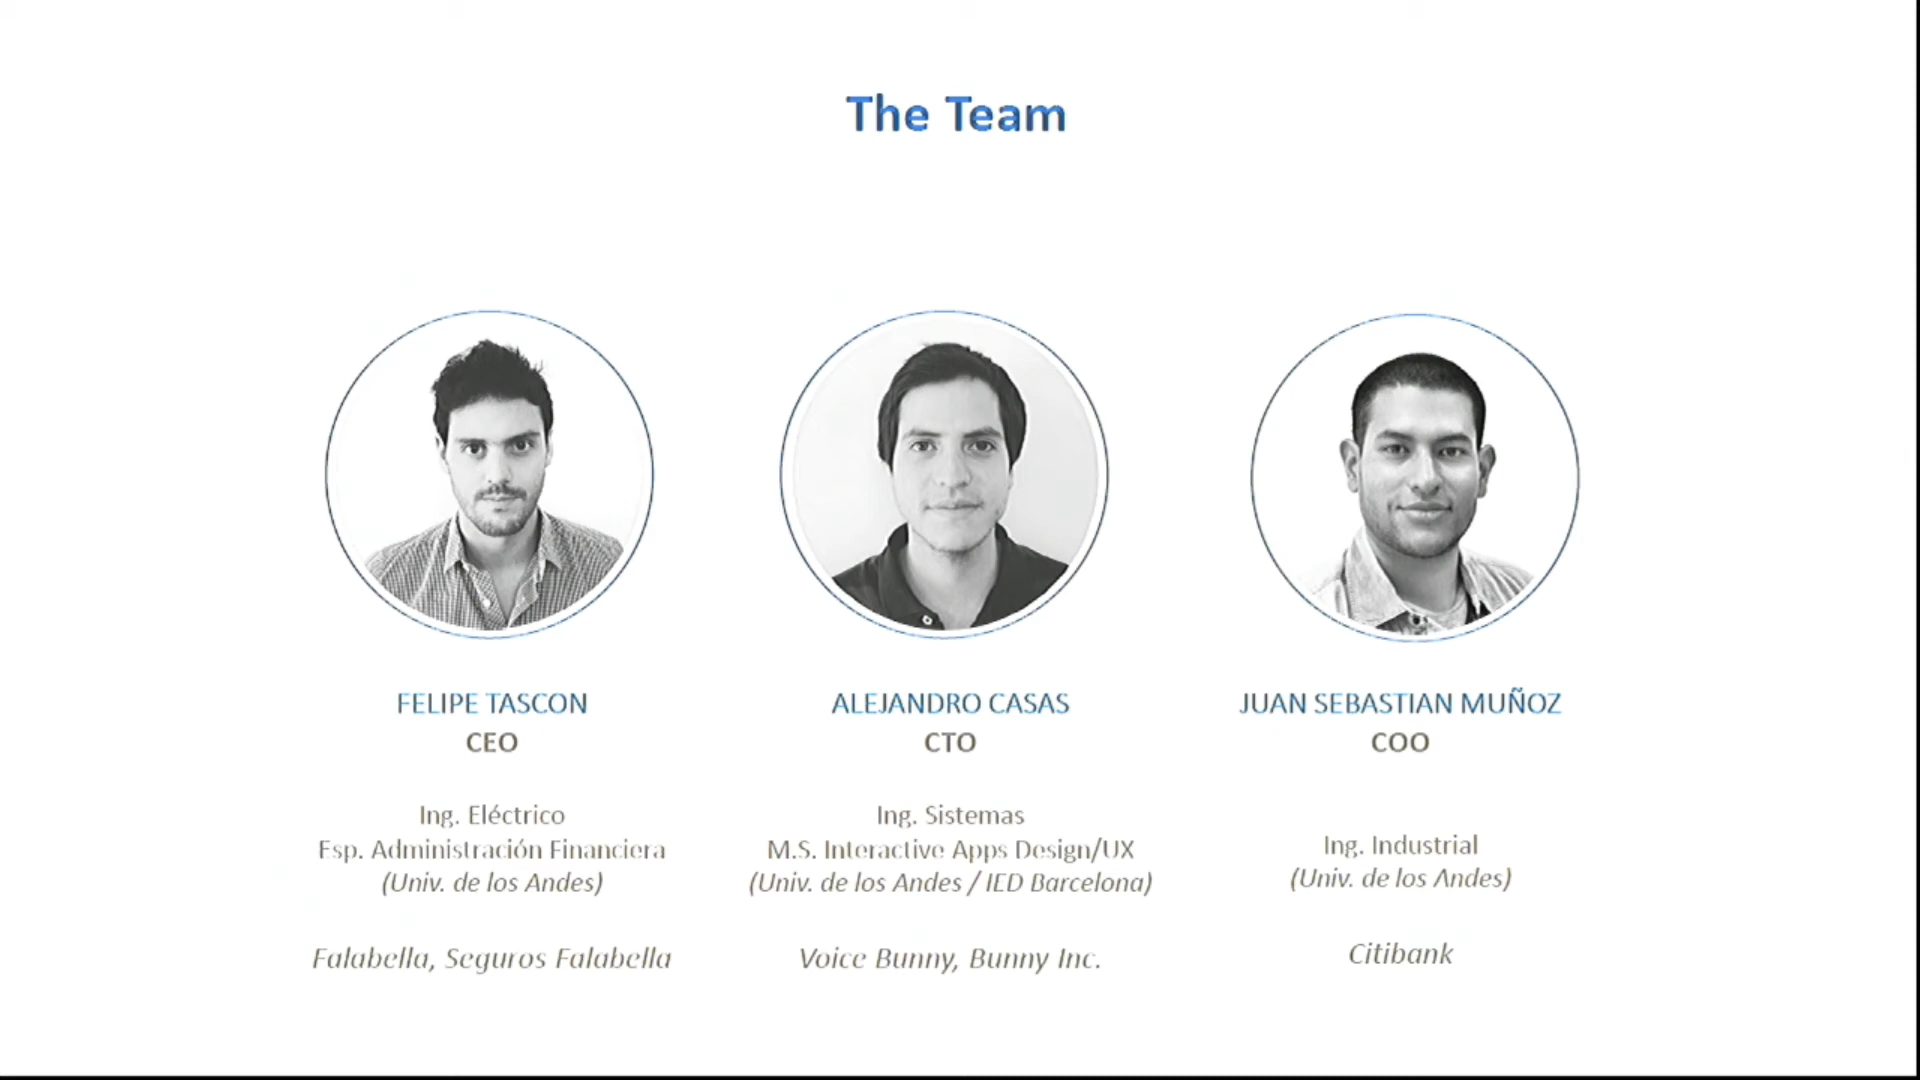 The Team
FELIPE TASCON
CEO
Ing. Eléctrico
Esp. Administración Financiera
(Univ. de los Andes)
Falabella, Seguros Falabella
ALEJANDRO CASAS
CTO
Ing. Sistemas
M.S. Interactive Apps Design/UX
(Univ. de los Andes / IED Barcelona)
Voice Bunny, Bunny Inc.
JUAN SEBASTIAN MUÑOZ
COO
Ing. Industrial
(Univ. de los Andes)
Citibank